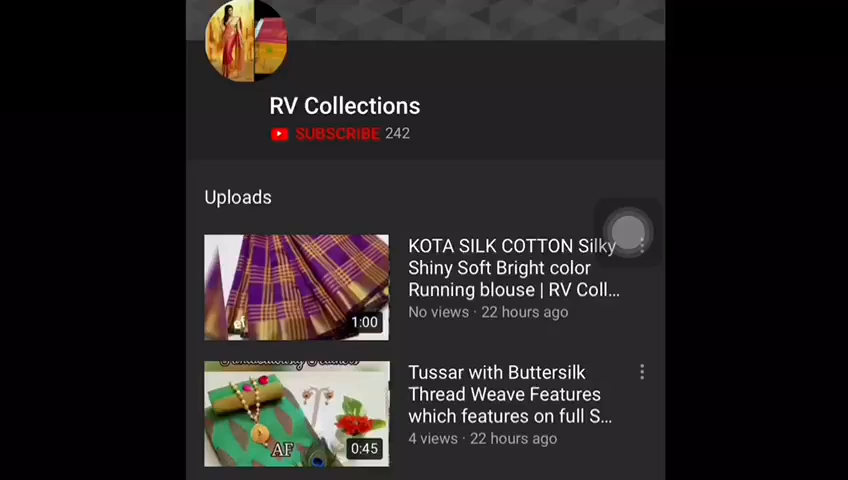 RV Collections
SUBSCRIBE 242
Uploads
KOTA SILK COTTON Silky
Shiny Soft Bright color
Running blouse | RV Coll...
No views · 22 hours ago
ef
1:00
Tussar with Buttersilk
Thread Weave Features
which features on full S...
4 views · 22 hours ago
AF
0:45